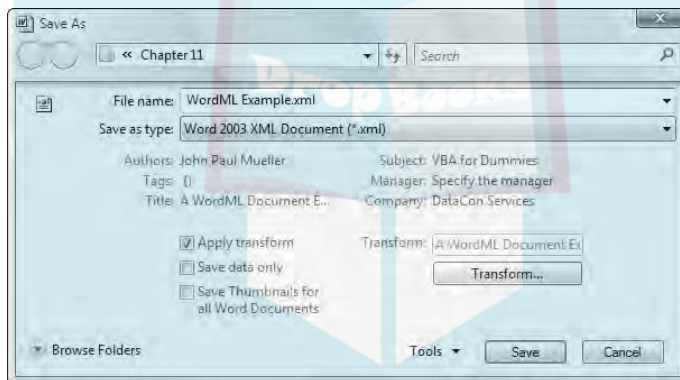 Save As
« Chapter 11
Search
Drop Books
File name: WordML Example.xml
Save as type: Word 2003 XML Document (*.xml)
Authors: John Paul Mueller Subject: VBA for Dummies
Tags: () Manager: Specify the manager
Title: A WordML Document E... Company: DataCon Services
Apply transform Transform: A WordML Document Ex
Save data only Transform...
Save Thumbnails for
all Word Documents
Browse Folders Tools Save Cancel